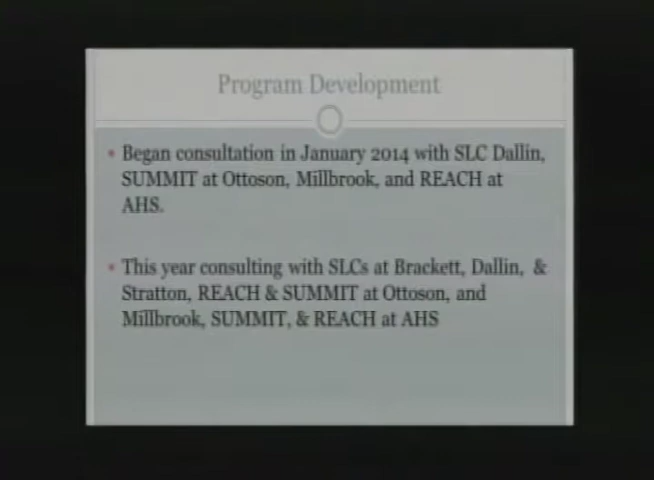 Program Development
• Began consultation in January 2014 with SLC Dallin,
SUMMIT at Ottoson, Millbrook, and REACH at
AHS.
• This year consulting with SLCs at Brackett, Dallin, &
Stratton, REACH & SUMMIT at Ottoson, and
Millbrook, SUMMIT, & REACH at AHS